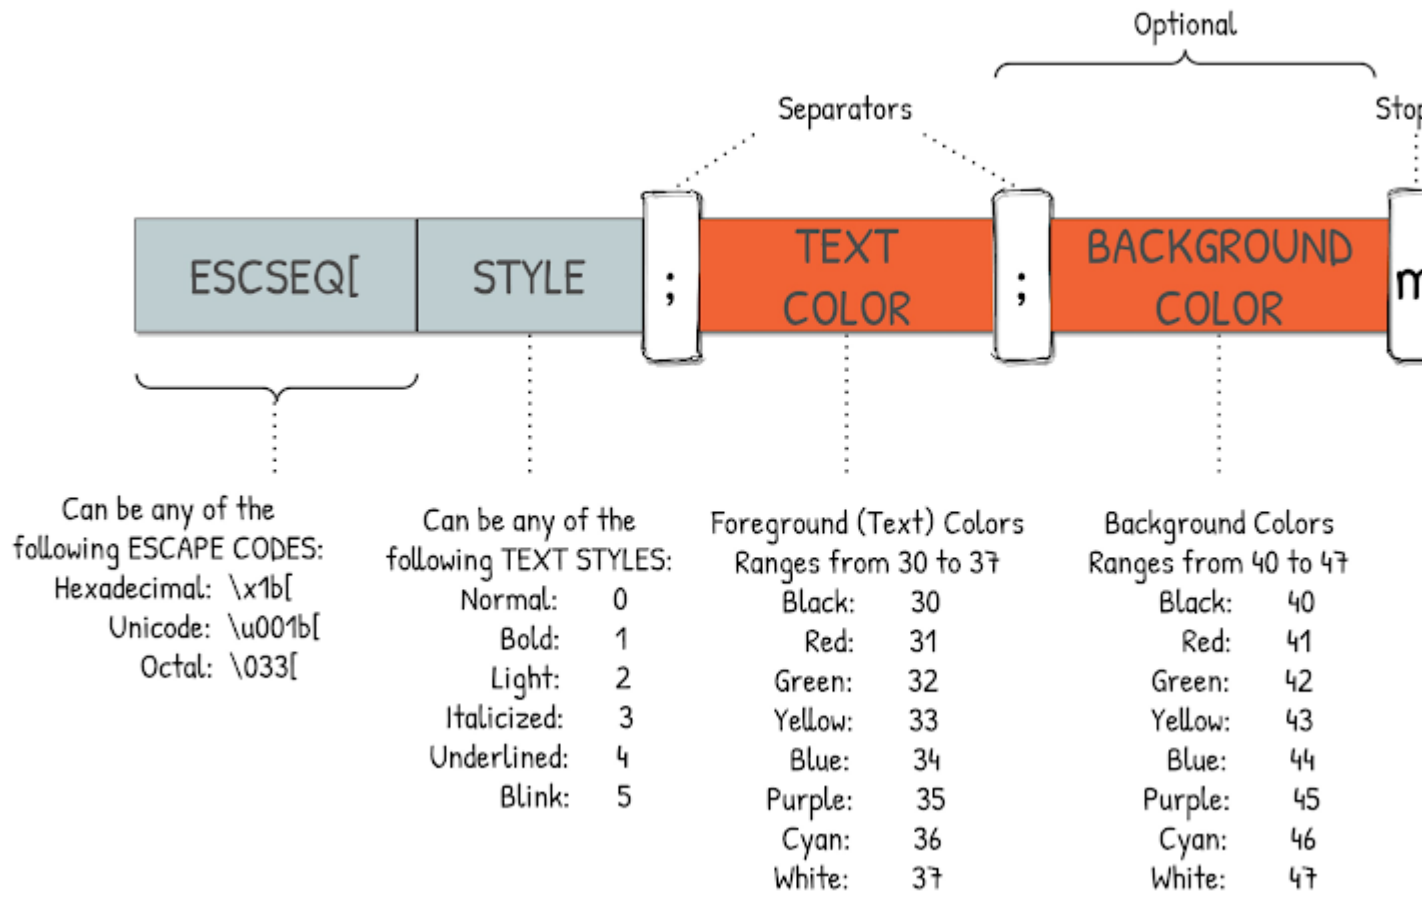 Optional
Separators
Stop
ESCSEQ[
STYLE
;
TEXT
COLOR
;
BACKGROUND
COLOR
m
Can be any of the
following ESCAPE CODES:
Hexadecimal: \x1b[
Unicode: \u001b[
Octal: \033[
Can be any of the
following TEXT STYLES:
Normal: 0
Bold: 1
Light: 2
Italicized: 3
Underlined: 4
Blink: 5
Foreground (Text) Colors
Ranges from 30 to 37
Black: 30
Red: 31
Green: 32
Yellow: 33
Blue: 34
Purple: 35
Cyan: 36
White: 37
Background Colors
Ranges from 40 to 47
Black: 40
Red: 41
Green: 42
Yellow: 43
Blue: 44
Purple: 45
Cyan: 46
White: 47